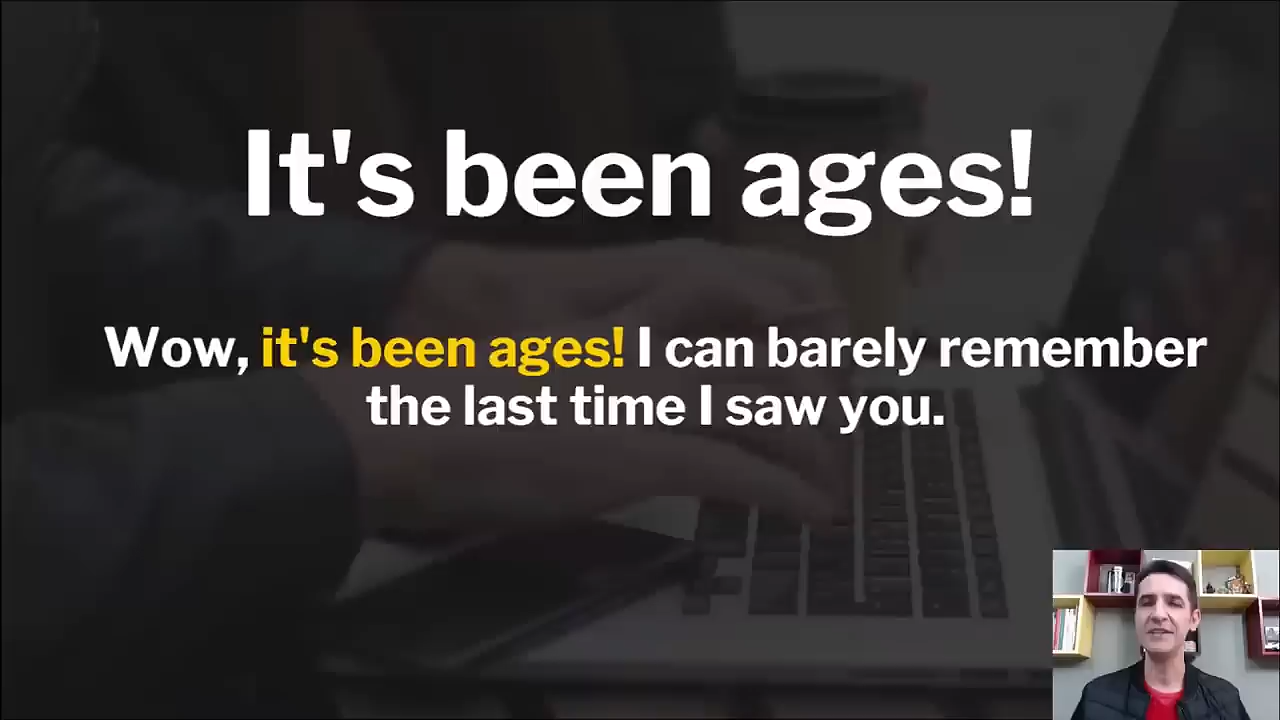 It's been ages!
Wow, it's been ages! I can barely remember
the last time I saw you.